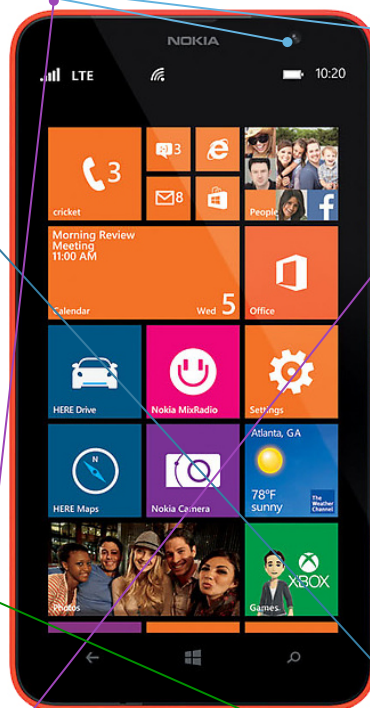 NOKIA
LTE
10:20
3
cricket
3
8
People
Morning Review
Meeting
11:00 AM
Calendar
Wed 5
Office
HERE Drive
Nokia MixRadio
Settings
N
HERE Maps
Nokia Camera
Atlanta, GA
78°F
sunny
The
Weather
Channel
Photos
XBOX
Games